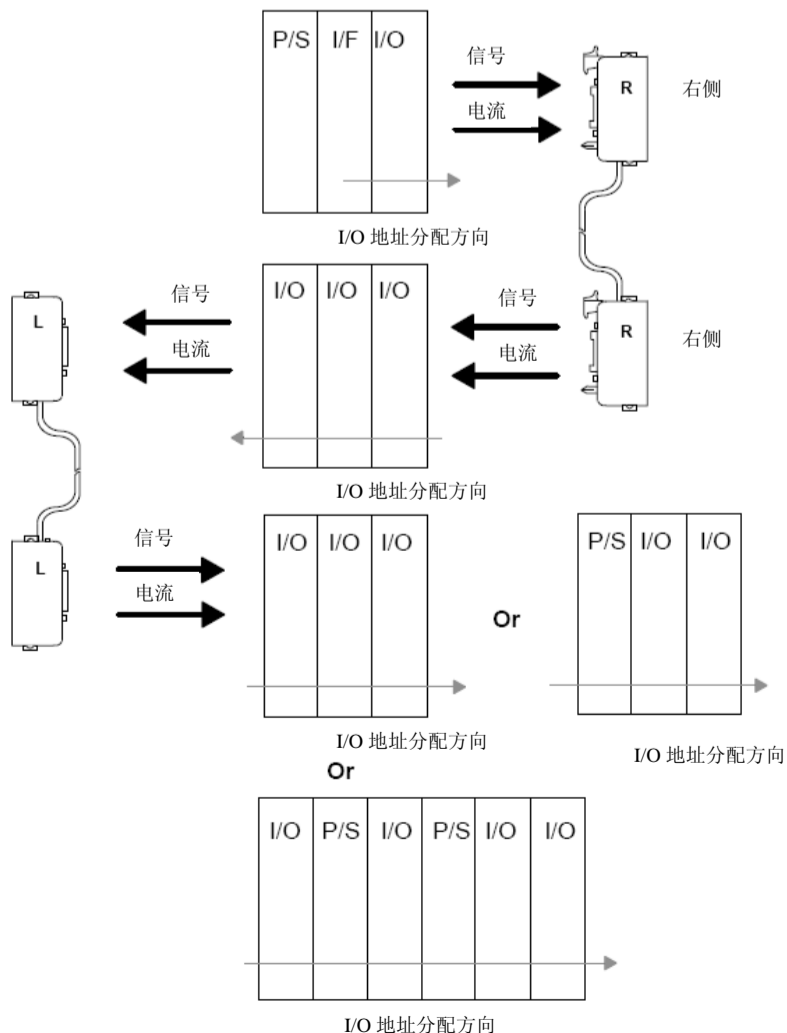 P/S I/F I/O
信号
电流
R
右侧
I/O 地址分配方向
L
信号
电流
I/O I/O I/O
信号
电流
R
右侧
I/O 地址分配方向
L
信号
电流
I/O I/O I/O
Or
P/S I/O I/O
I/O 地址分配方向
I/O 地址分配方向
Or
I/O P/S I/O P/S I/O I/O
I/O 地址分配方向